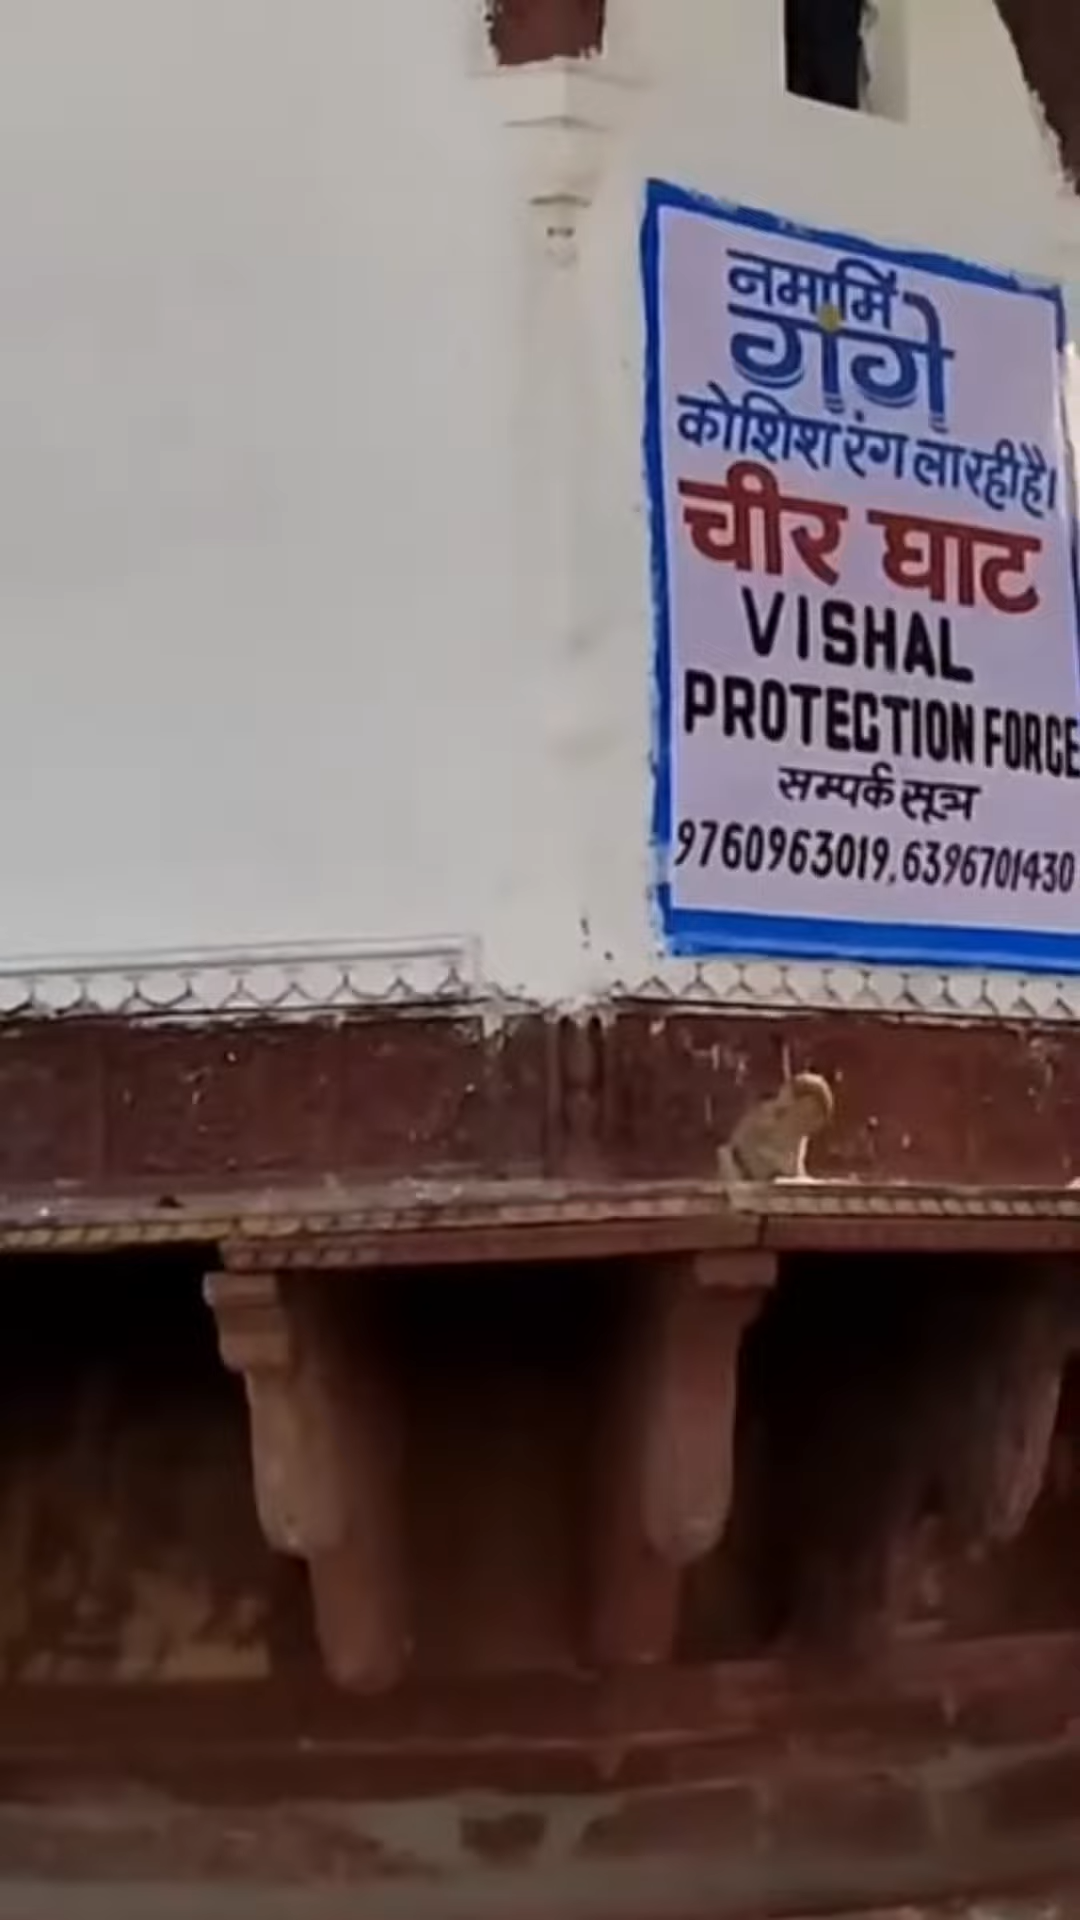 नमामि
गंगे
कोशिश रंग ला रही है।
चीर घाट
VISHAL
PROTECTION FORCE
सम्पर्क सूत्र
9760963019, 6396701430